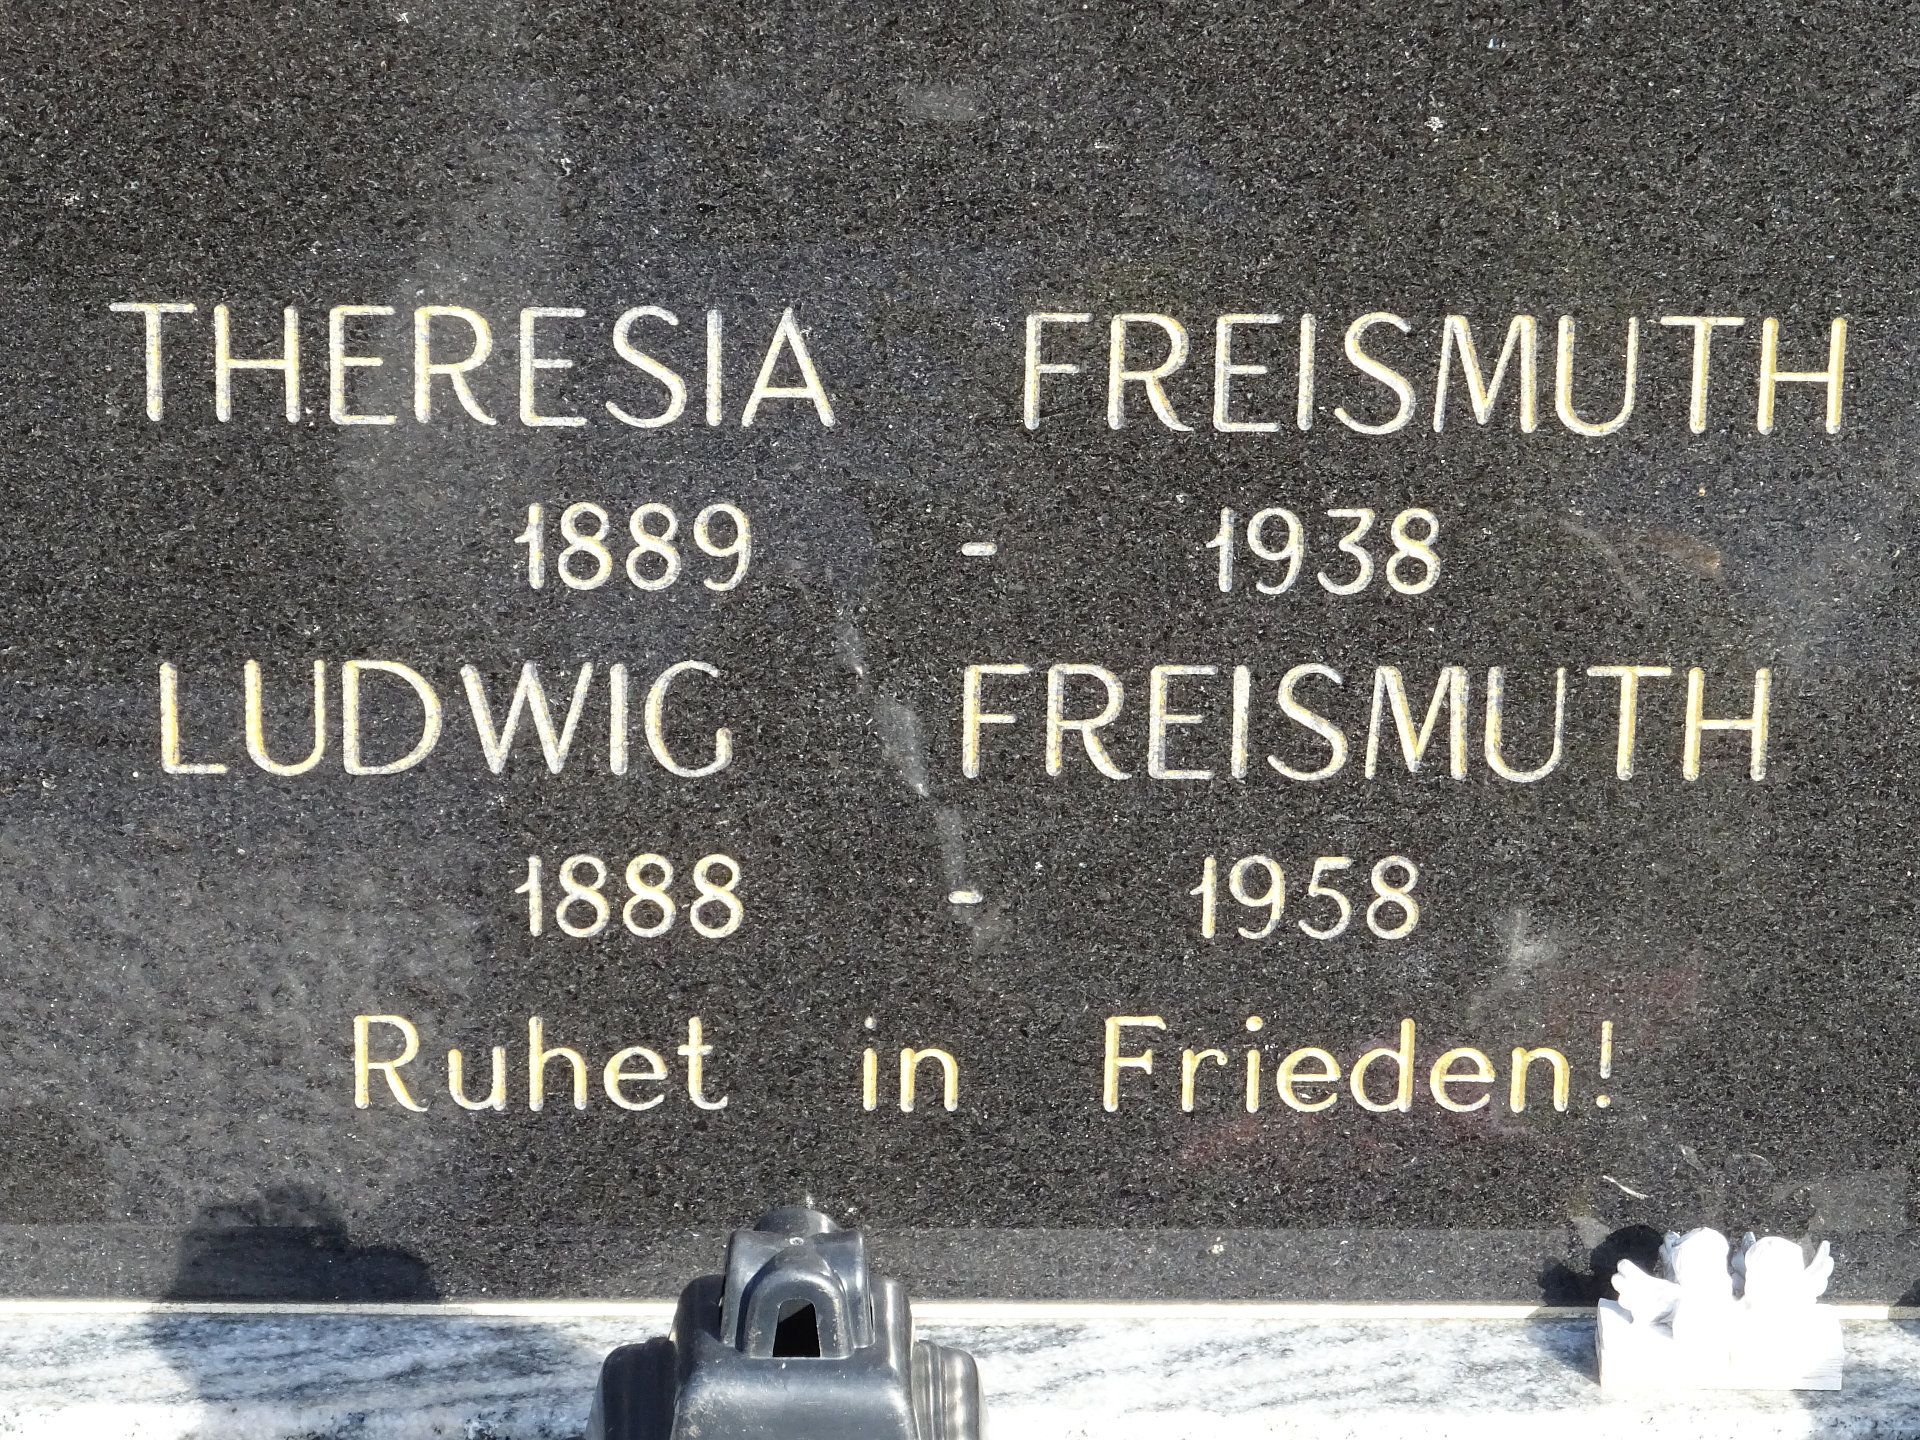 THERESIA FREISMUTH
1889 - 1938
LUDWIG FREISMUTH
1888 - 1958
Ruhet in Frieden!